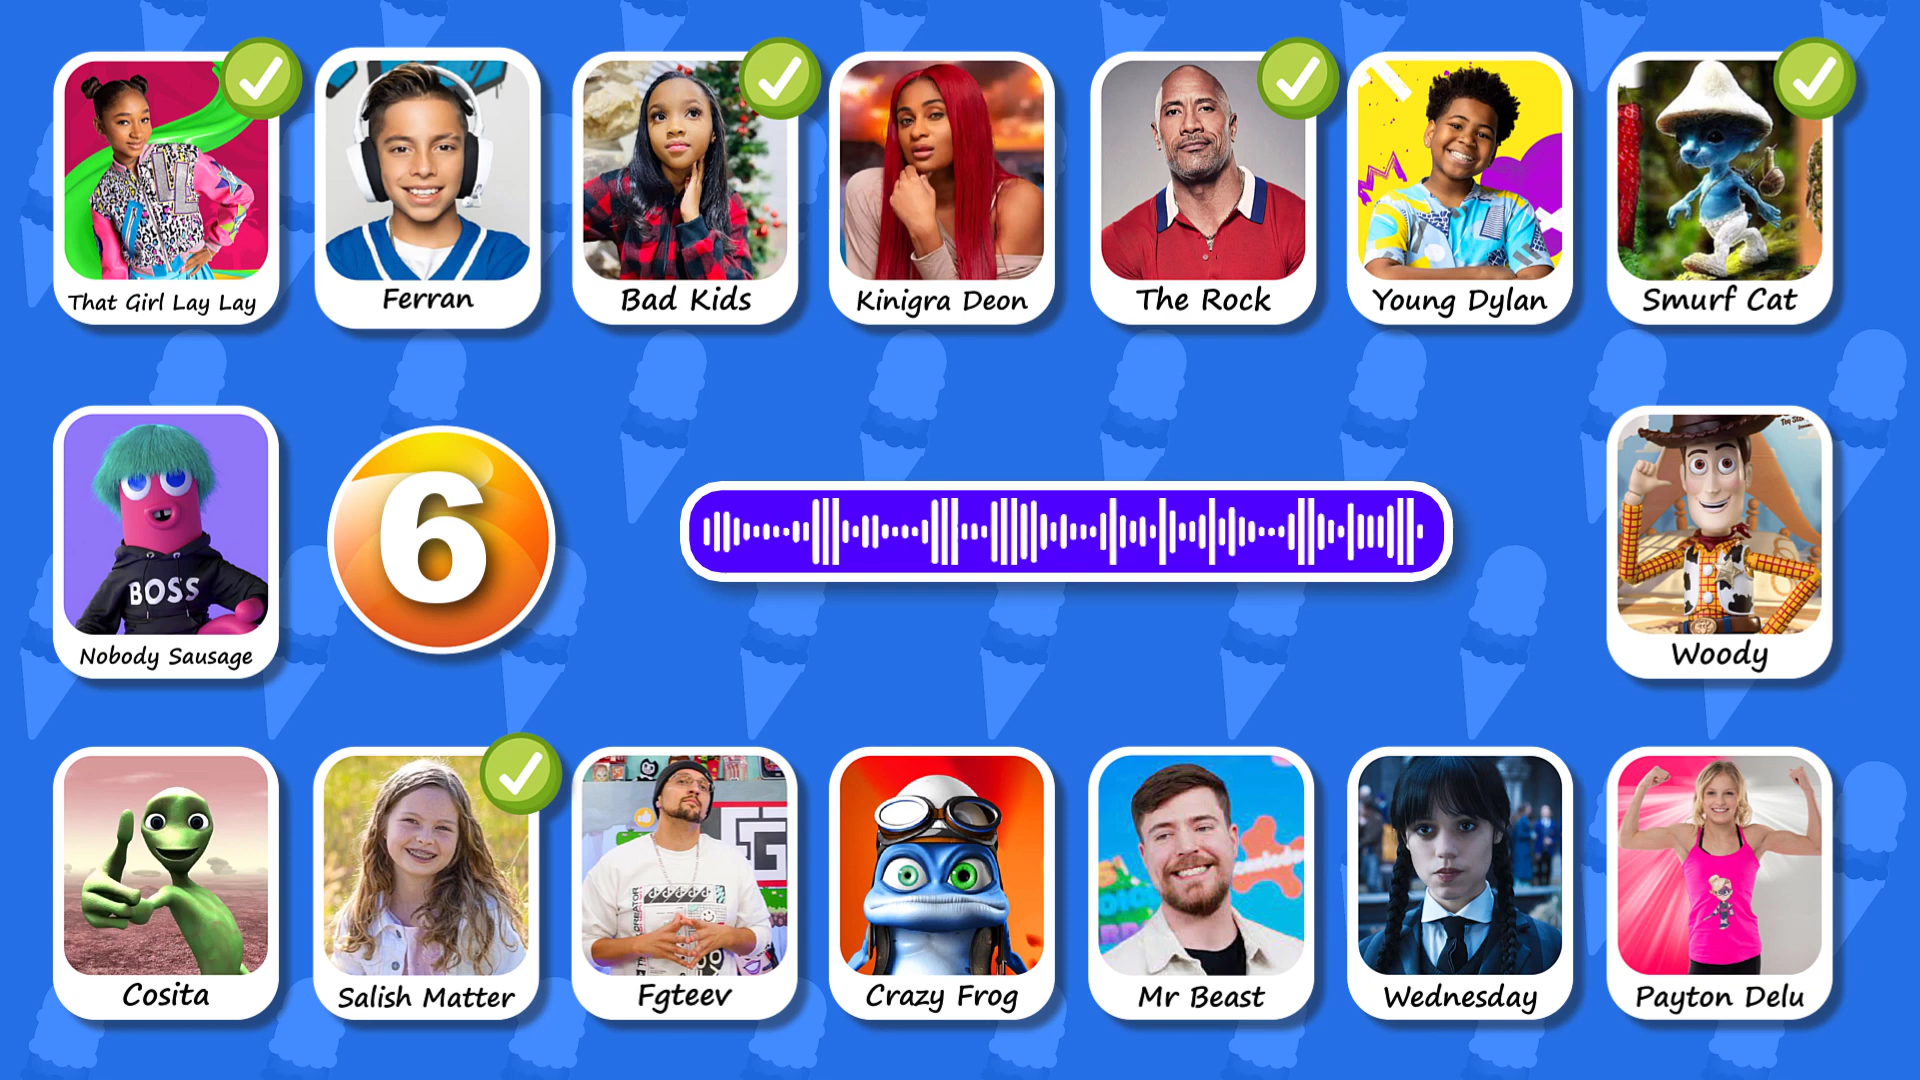 That Girl Lay Lay
Ferran
Bad Kids
Kinigra Deon
The Rock
Young Dylan
Smurf Cat
BOSS
Nobody Sausage
6
Woody
Cosita
Salish Matter
Fgteev
Crazy Frog
Mr Beast
Wednesday
Payton Delu